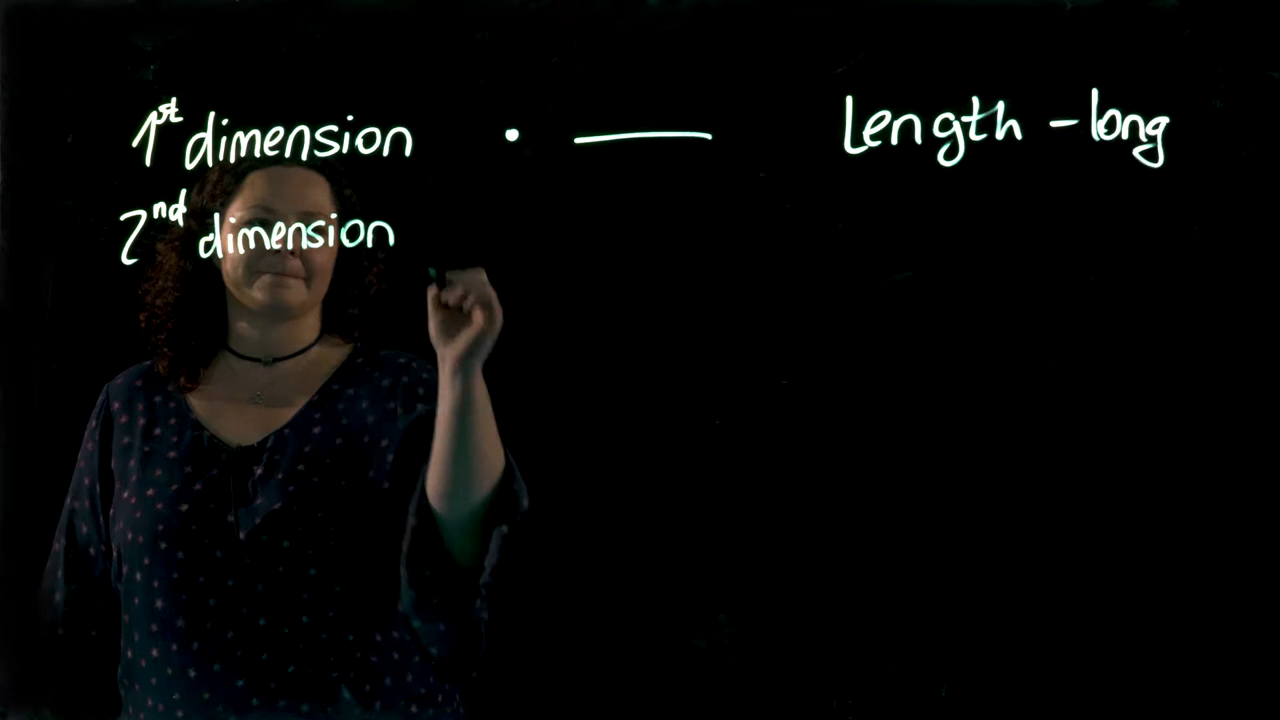 1st dimension . — Length - long
2nd dimension